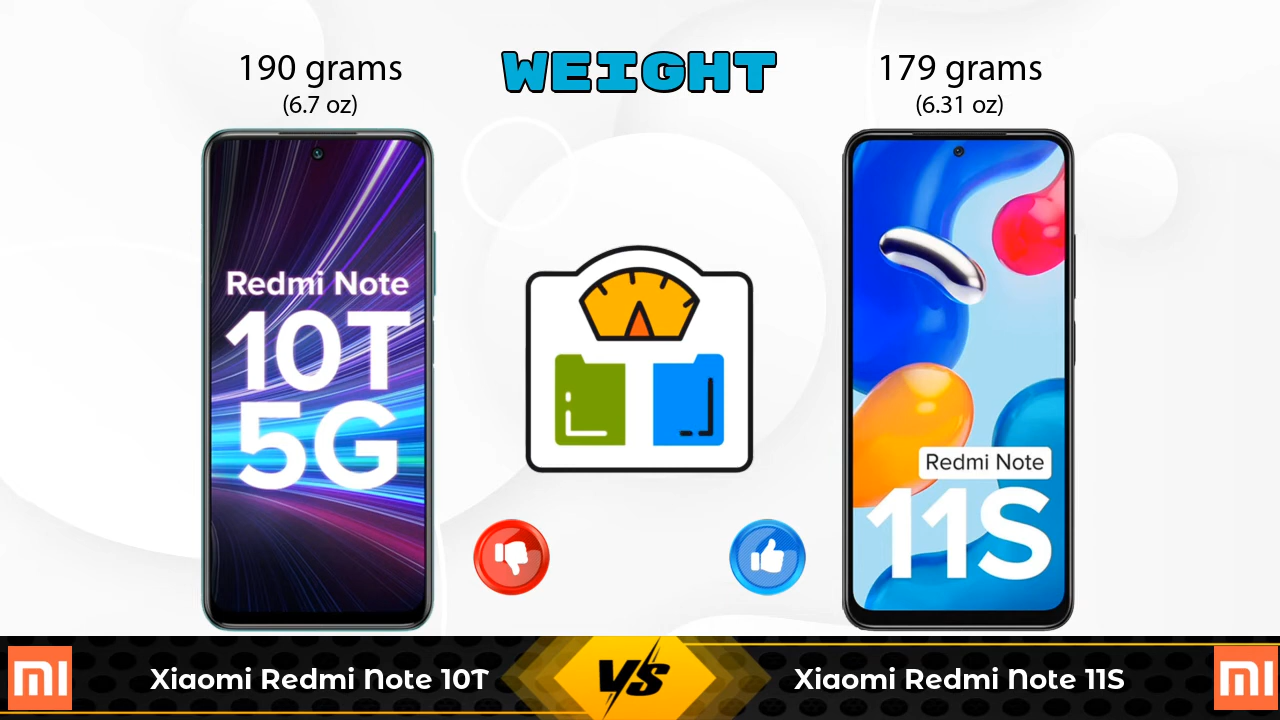 WEIGHT
190 grams
(6.7 oz)
179 grams
(6.31 oz)
Redmi Note
10T
5G
Redmi Note
11S
mi
Xiaomi Redmi Note 10T
VS
Xiaomi Redmi Note 11S
mi